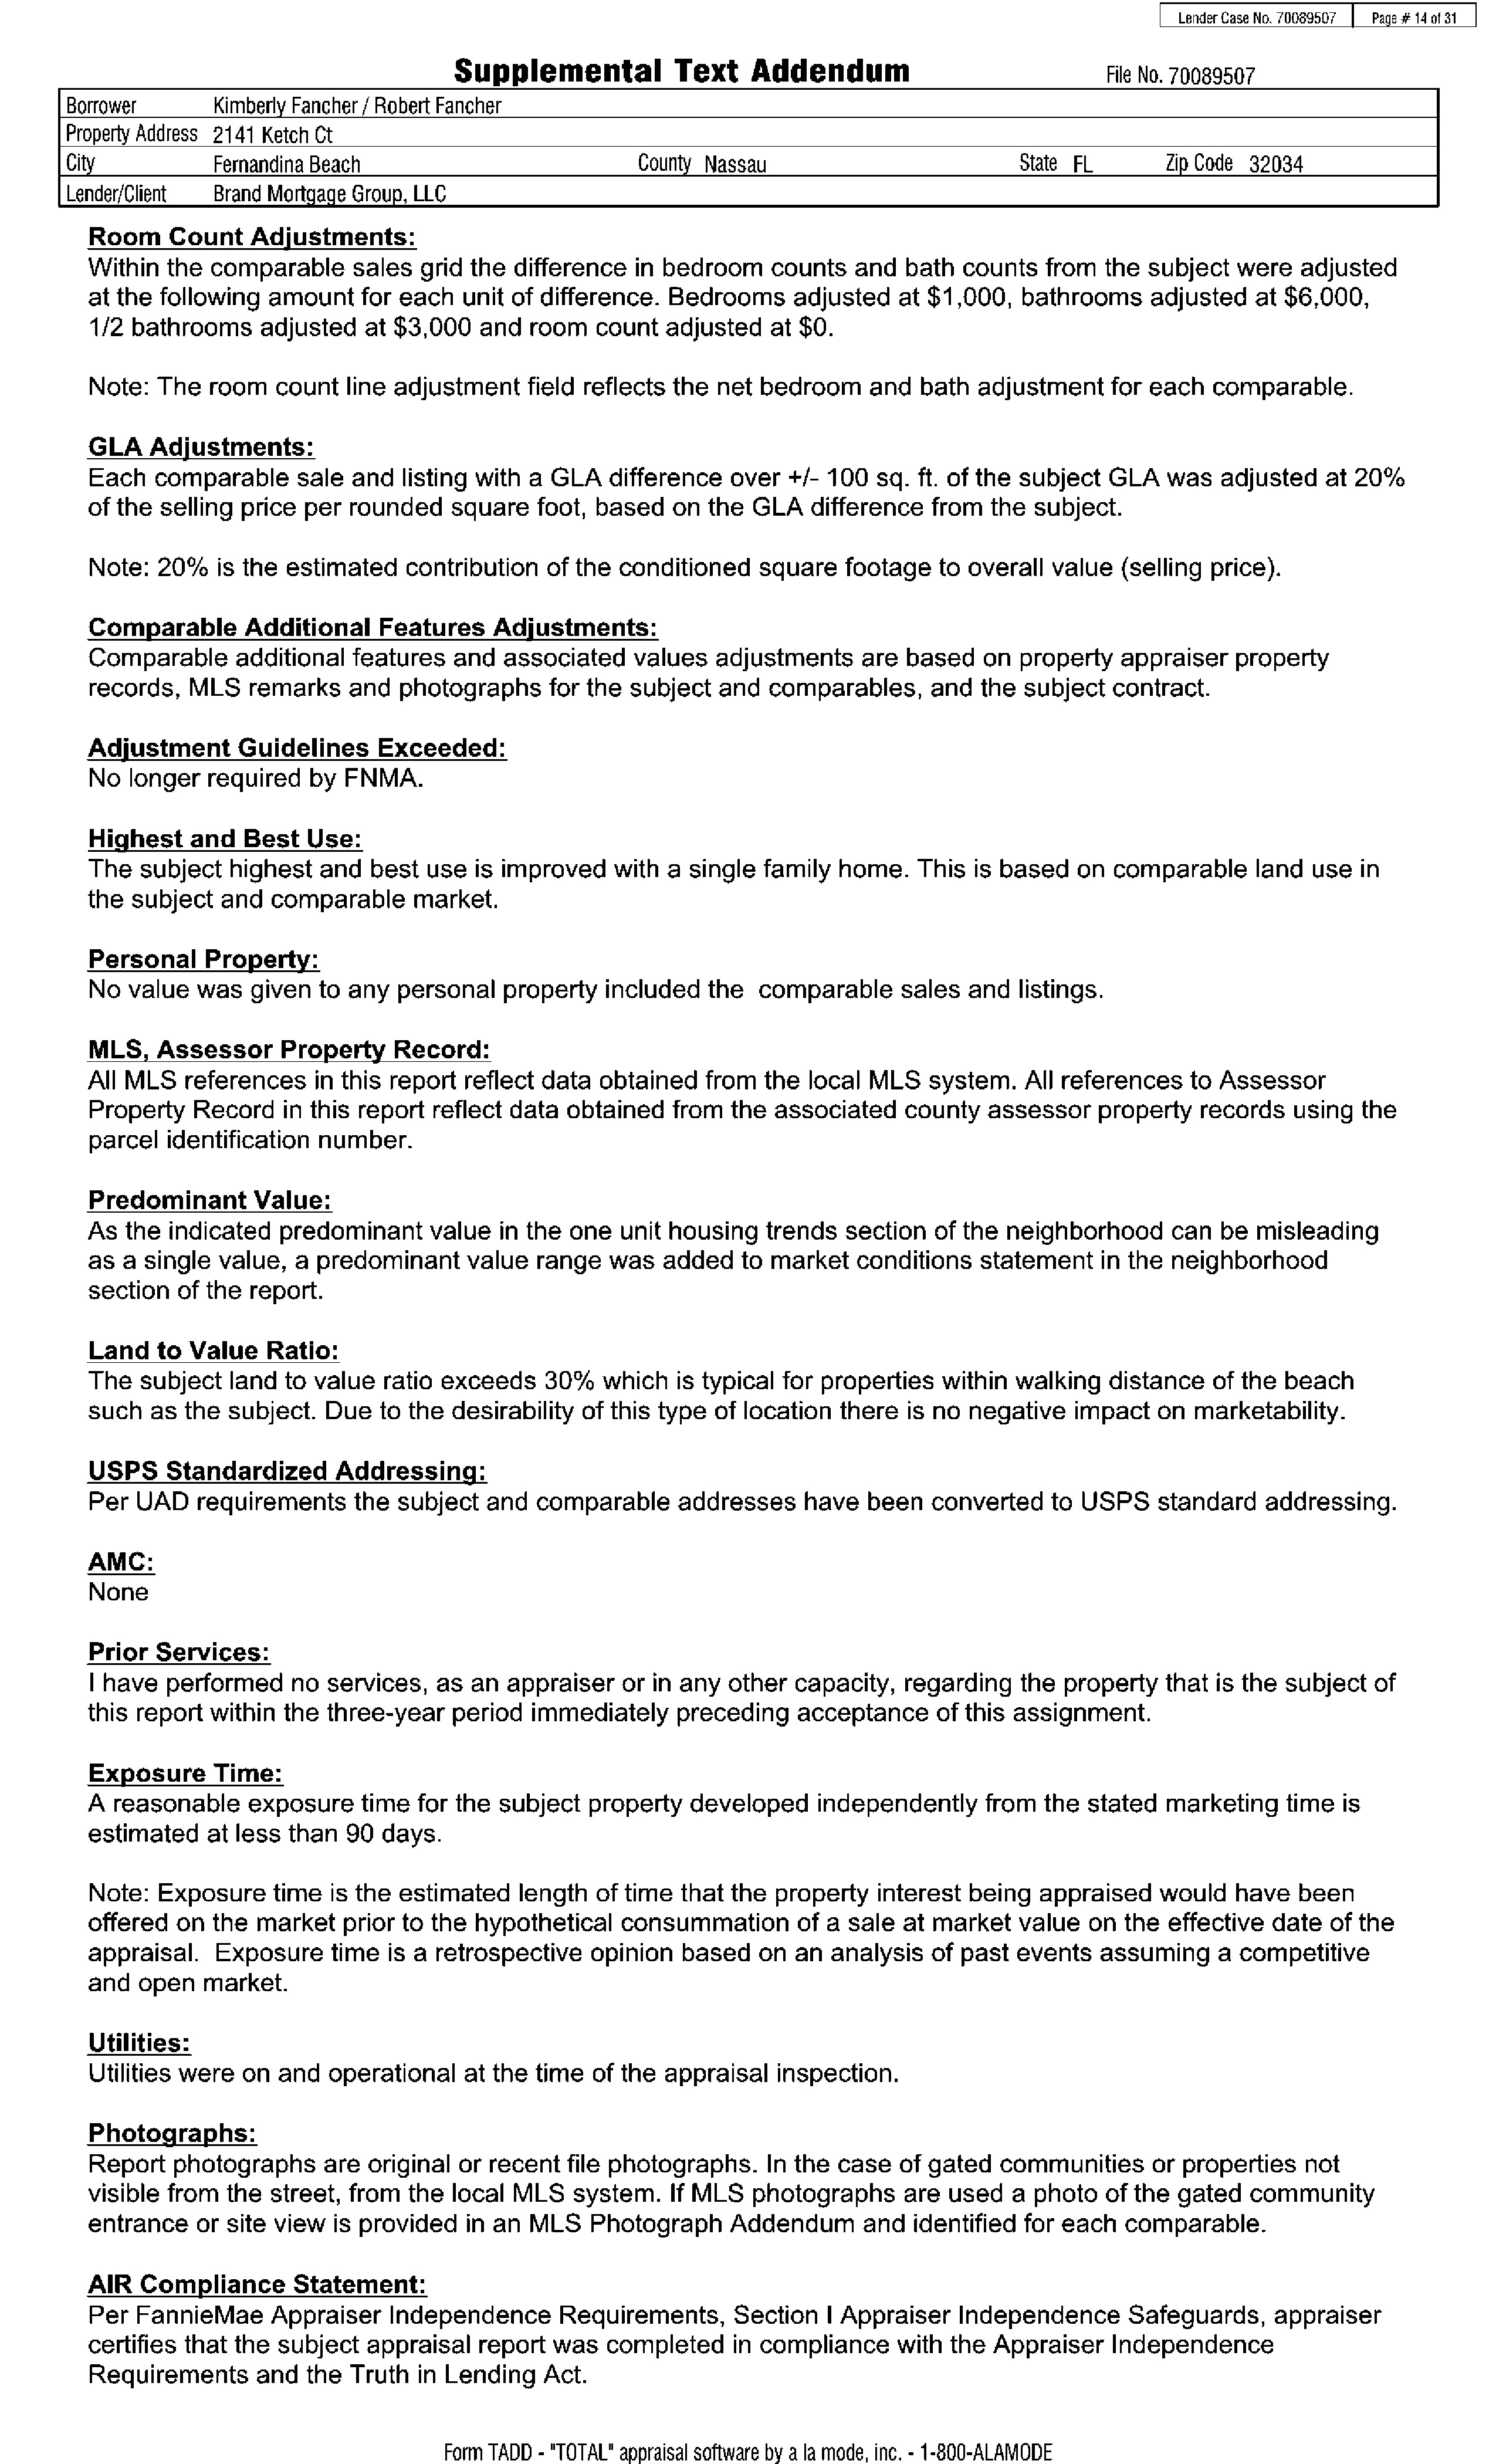 Lender Case No. 70089507 Page # 14 of 31
Supplemental Text Addendum File No. 70089507
Borrower Kimberly Fancher / Robert Fancher
Property Address 2141 Ketch Ct
City Fernandina Beach County Nassau State FL Zip Code 32034
Lender/Client Brand Mortgage Group, LLC
Room Count Adjustments:
Within the comparable sales grid the difference in bedroom counts and bath counts from the subject were adjusted
at the following amount for each unit of difference. Bedrooms adjusted at $1,000, bathrooms adjusted at $6,000,
1/2 bathrooms adjusted at $3,000 and room count adjusted at $0.
Note: The room count line adjustment field reflects the net bedroom and bath adjustment for each comparable.
GLA Adjustments:
Each comparable sale and listing with a GLA difference over +/- 100 sq. ft. of the subject GLA was adjusted at 20%
of the selling price per rounded square foot, based on the GLA difference from the subject.
Note: 20% is the estimated contribution of the conditioned square footage to overall value (selling price).
Comparable Additional Features Adjustments:
Comparable additional features and associated values adjustments are based on property appraiser property
records, MLS remarks and photographs for the subject and comparables, and the subject contract.
Adjustment Guidelines Exceeded:
No longer required by FNMA.
Highest and Best Use:
The subject highest and best use is improved with a single family home. This is based on comparable land use in
the subject and comparable market.
Personal Property:
No value was given to any personal property included the  comparable sales and listings.
MLS, Assessor Property Record:
All MLS references in this report reflect data obtained from the local MLS system. All references to Assessor
Property Record in this report reflect data obtained from the associated county assessor property records using the
parcel identification number.
Predominant Value:
As the indicated predominant value in the one unit housing trends section of the neighborhood can be misleading
as a single value, a predominant value range was added to market conditions statement in the neighborhood
section of the report.
Land to Value Ratio:
The subject land to value ratio exceeds 30% which is typical for properties within walking distance of the beach
such as the subject. Due to the desirability of this type of location there is no negative impact on marketability.
USPS Standardized Addressing:
Per UAD requirements the subject and comparable addresses have been converted to USPS standard addressing.
AMC:
None
Prior Services:
I have performed no services, as an appraiser or in any other capacity, regarding the property that is the subject of
this report within the three-year period immediately preceding acceptance of this assignment.
Exposure Time:
A reasonable exposure time for the subject property developed independently from the stated marketing time is
estimated at less than 90 days.
Note: Exposure time is the estimated length of time that the property interest being appraised would have been
offered on the market prior to the hypothetical consummation of a sale at market value on the effective date of the
appraisal.  Exposure time is a retrospective opinion based on an analysis of past events assuming a competitive
and open market.
Utilities:
Utilities were on and operational at the time of the appraisal inspection.
Photographs:
Report photographs are original or recent file photographs. In the case of gated communities or properties not
visible from the street, from the local MLS system. If MLS photographs are used a photo of the gated community
entrance or site view is provided in an MLS Photograph Addendum and identified for each comparable.
AIR Compliance Statement:
Per FannieMae Appraiser Independence Requirements, Section I Appraiser Independence Safeguards, appraiser
certifies that the subject appraisal report was completed in compliance with the Appraiser Independence
Requirements and the Truth in Lending Act.
Form TADD - "TOTAL" appraisal software by a la mode, inc. - 1-800-ALAMODE